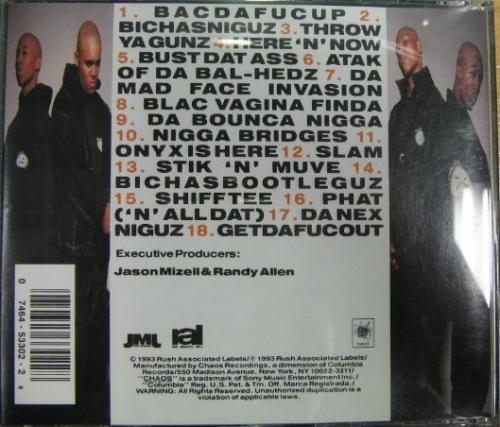 1. BACDAFUCUP 2.
BICHASNIGUZ 3. THROW
YA GUNZ 4. HERE 'N' NOW
5. BUST DAT ASS 6. ATAK
OF DA BAL-HEDZ 7. DA
MAD FACE INVASION
8. BLAC VAGINA FINDA
9. DA BOUNCA NIGGA
10. NIGGA BRIDGES 11.
ONYX IS HERE 12. SLAM
13. STIK 'N' MUVE 14.
BICHASBOOTLEGUZ
15. SHIFFTEE 16. PHAT
('N' ALL DAT) 17. DA NEX
NIGUZ 18. GETDAFUCOUT
Executive Producers:
Jason Mizell & Randy Allen
JMJ ral
© 1993 Rush Associated Labels/℗ 1993 Rush Associated Labels/
Manufactured by Chaos Recordings, a dimension of Columbia
Records/550 Madison Avenue, New York, NY 10022-3211/
"CHAOS" is a trademark of Sony Music Entertainment Inc./
"Columbia" Reg. U.S. Pat. & Tm. Off. Marca Registrada./
WARNING: All Rights Reserved. Unauthorized duplication is a
violation of applicable laws.
0 7464-53302-2